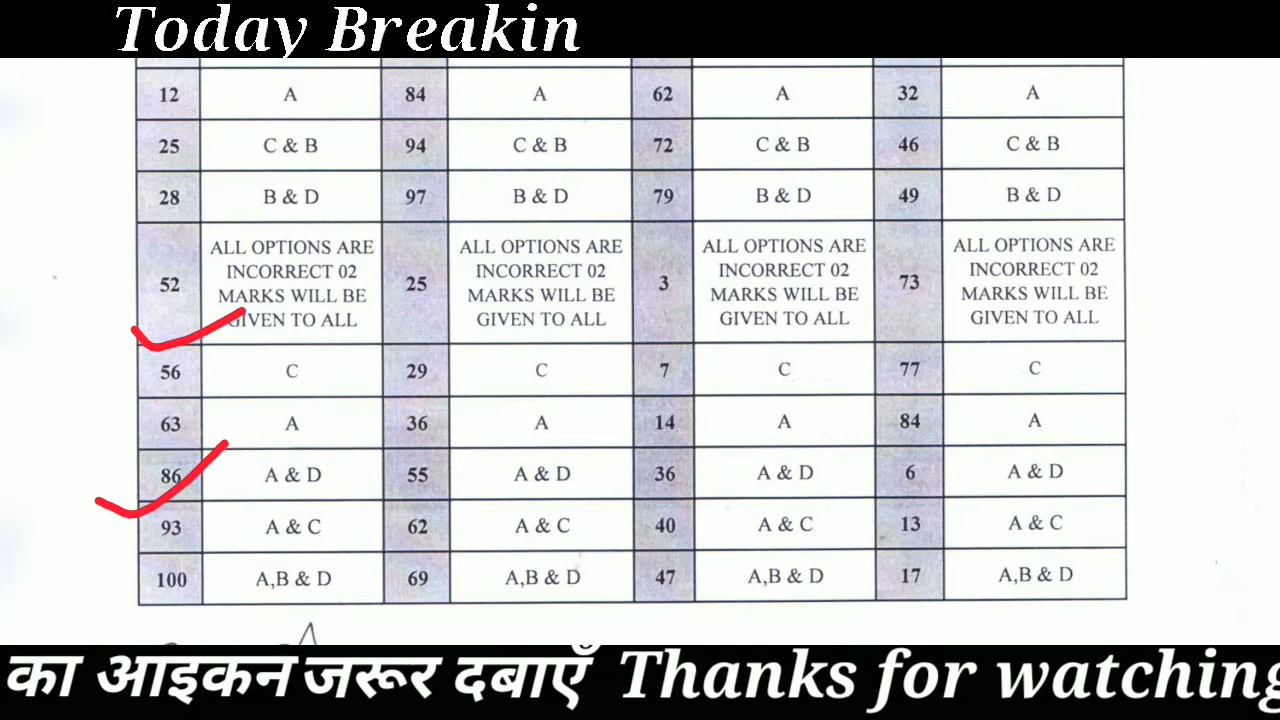 Today Breakin
12 A 84 A 62 A 32 A
25 C & B 94 C & B 72 C & B 46 C & B
28 B & D 97 B & D 79 B & D 49 B & D
52 ALL OPTIONS ARE INCORRECT 02 MARKS WILL BE GIVEN TO ALL 25 ALL OPTIONS ARE INCORRECT 02 MARKS WILL BE GIVEN TO ALL 3 ALL OPTIONS ARE INCORRECT 02 MARKS WILL BE GIVEN TO ALL 73 ALL OPTIONS ARE INCORRECT 02 MARKS WILL BE GIVEN TO ALL
56 C 29 C 7 C 77 C
63 A 36 A 14 A 84 A
86 A & D 55 A & D 36 A & D 6 A & D
93 A & C 62 A & C 40 A & C 13 A & C
100 A,B & D 69 A,B & D 47 A,B & D 17 A,B & D
का आइकन जरूर दबाएँ Thanks for watching